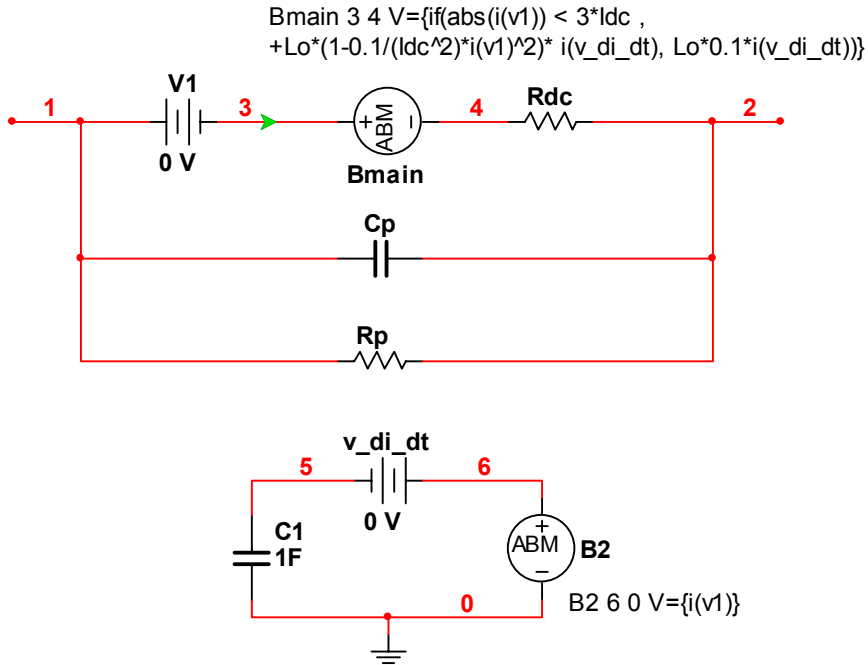 Bmain 3 4 V={if(abs(i(v1)) < 3*Idc ,
+Lo*(1-0.1/(Idc^2)*i(v1)^2)* i(v_di_dt), Lo*0.1*i(v_di_dt))}
V1
1
3
4
Rdc
2
+ ABM −
0 V
Bmain
Cp
Rp
v_di_dt
5
6
0 V
C1
1F
+
ABM
−
B2
0
B2 6 0 V={i(v1)}